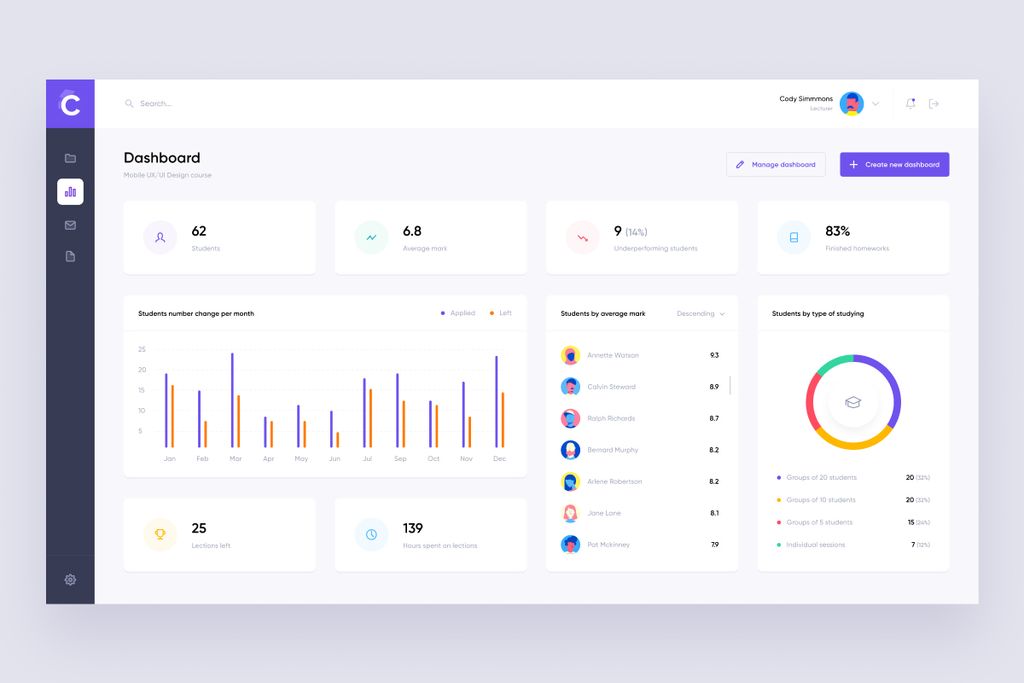 C
Search...
Cody Simmmons
Lecturer
Dashboard
Mobile UX/UI Design course
Manage dashboard
Create new dashboard
62
Students
6.8
Average mark
9 (14%)
Underperforming students
83%
Finished homeworks
Students number change per month
Applied
Left
25
20
15
10
5
Jan Feb Mar Apr May Jun Jul Sep Oct Nov Dec
Students by average mark
Descending
Annette Watson 9.3
Calvin Steward 8.9
Ralph Richards 8.7
Bernard Murphy 8.2
Arlene Robertson 8.2
Jane Lane 8.1
Pat Mckinney 7.9
Students by type of studying
Groups of 20 students 20 (32%)
Groups of 10 students 20 (32%)
Groups of 5 students 15 (24%)
Individual sessions 7 (12%)
25
Lections left
139
Hours spent on lections